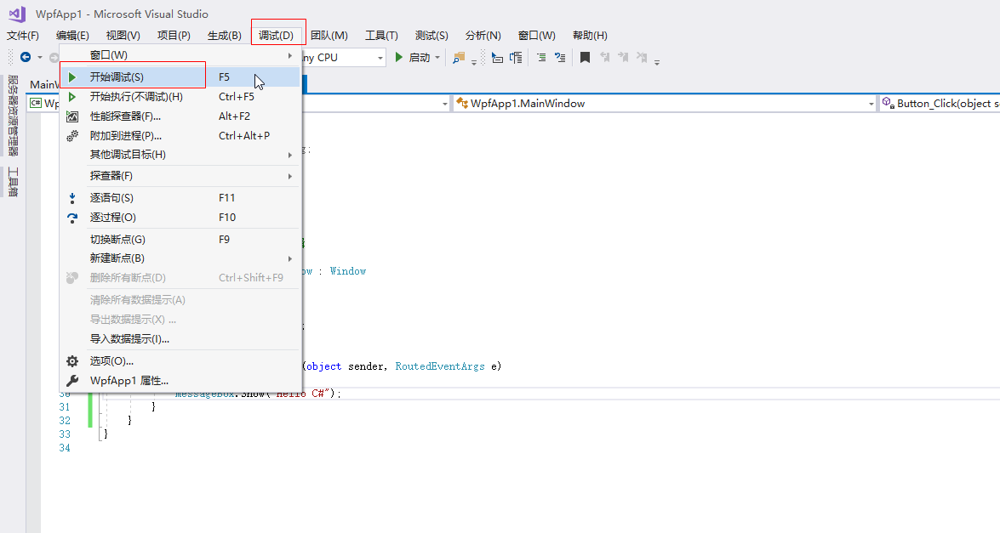 WpfApp1 - Microsoft Visual Studio
文件(F) 编辑(E) 视图(V) 项目(P) 生成(B) 调试(D) 团队(M) 工具(T) 测试(S) 分析(N) 窗口(W) 帮助(H)
ny CPU 启动
服务器资源管理器
工具箱
MainW
C# Wp
WpfApp1.MainWindow
Button_Click(object s
窗口(W)
开始调试(S) F5
开始执行(不调试)(H) Ctrl+F5
性能探查器(F)... Alt+F2
附加到进程(P)... Ctrl+Alt+P
其他调试目标(H)
探查器(F)
逐语句(S) F11
逐过程(O) F10
切换断点(G) F9
新建断点(B)
删除所有断点(D) Ctrl+Shift+F9
清除所有数据提示(A)
导出数据提示(X) ...
导入数据提示(I)...
选项(O)...
WpfApp1 属性...
g;
ow : Window
;
(object sender, RoutedEventArgs e)
30 MessageBox.Show("Hello C#");
31 }
32 }
33 }
34